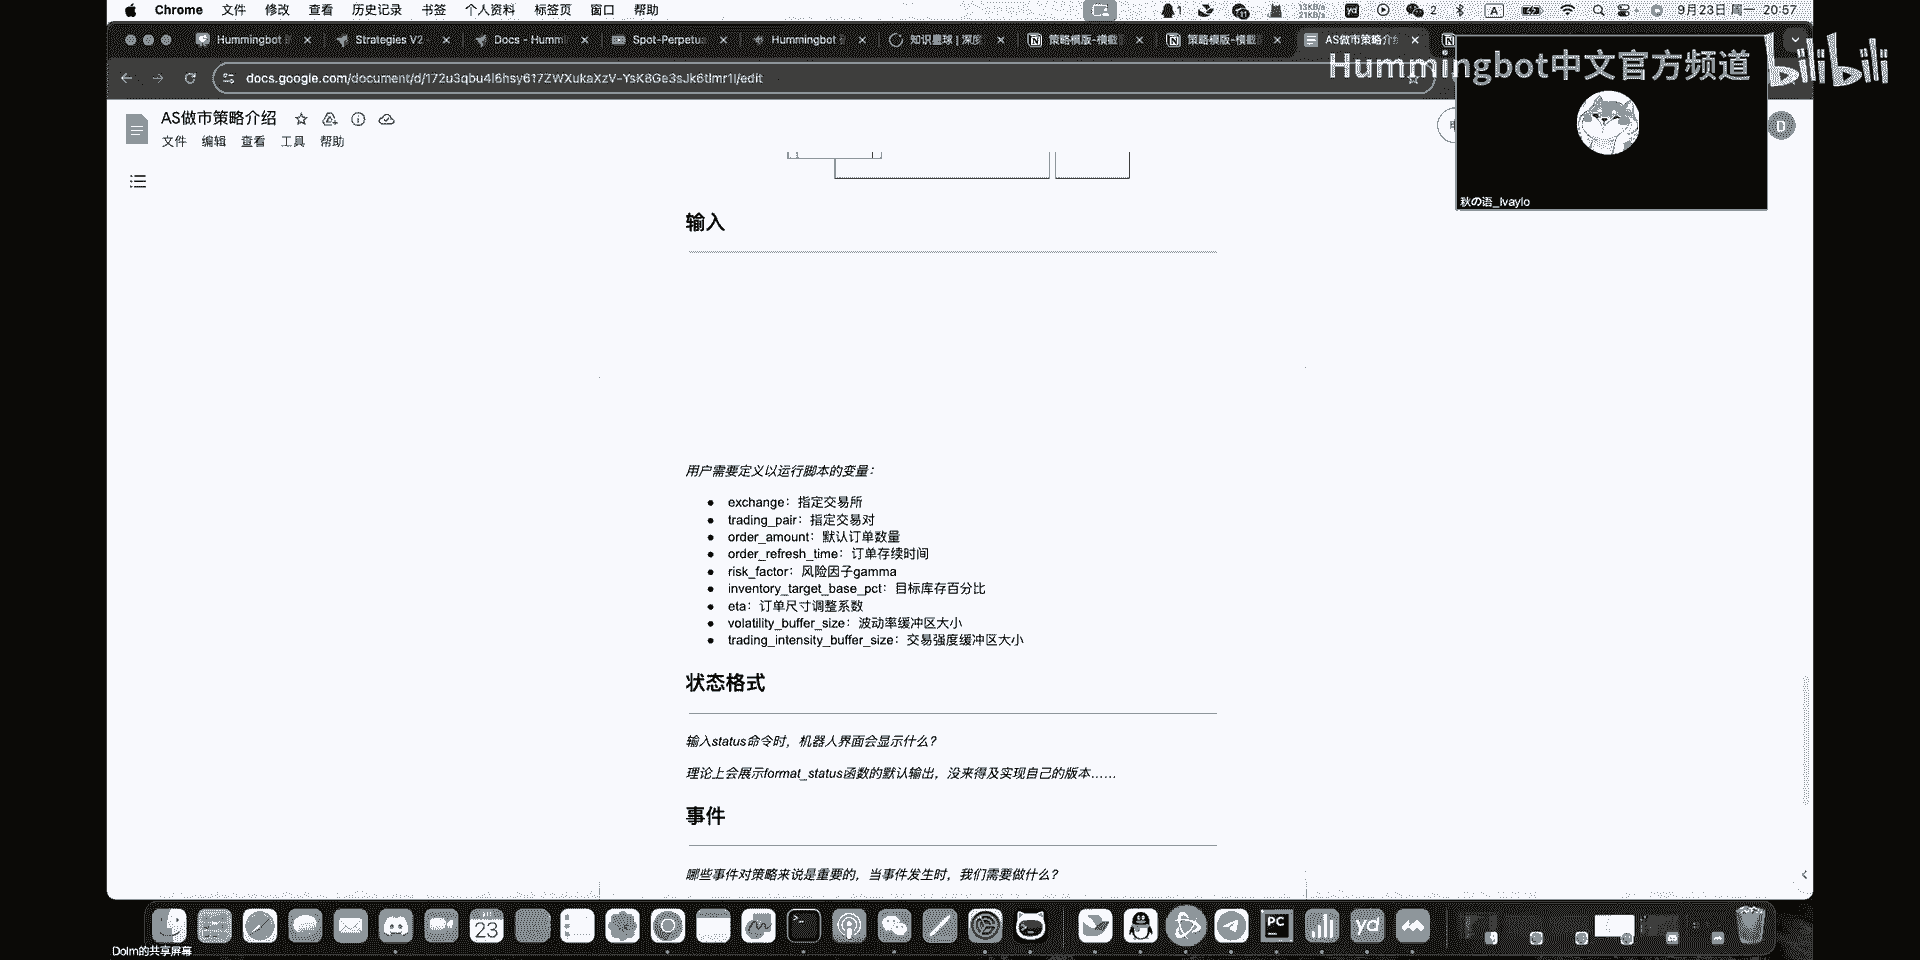 Chrome 文件 修改 查看 历史记录 书签 个人资料 标签页 窗口 帮助
1 13KB/s 21KB/s yd 2 A 9月23日 周一 20:57
Hummingbot Strategies V2 Docs - Hummi Spot-Perpetua Hummingbot 知识星球 | 深度 策略模版-横截 策略模版-横截 AS做市策略介绍
docs.google.com/document/d/172u3qbu4l6hsy617ZWXukaXzV-YsK8Ge3sJk6tlmr1I/edit
Hummingbot中文官方频道 bilibili
AS做市策略介绍
文件 编辑 查看 工具 帮助
D
秋の语_Ivaylo
输入
用户需要定义以运行脚本的变量：
● exchange：指定交易所
● trading_pair：指定交易对
● order_amount：默认订单数量
● order_refresh_time：订单存续时间
● risk_factor：风险因子gamma
● inventory_target_base_pct：目标库存百分比
● eta：订单尺寸调整系数
● volatility_buffer_size：波动率缓冲区大小
● trading_intensity_buffer_size：交易强度缓冲区大小
状态格式
输入status命令时，机器人界面会显示什么？
理论上会展示format_status函数的默认输出，没来得及实现自己的版本……
事件
哪些事件对策略来说是重要的，当事件发生时，我们需要做什么？
23 PC yd
Dolm的共享屏幕